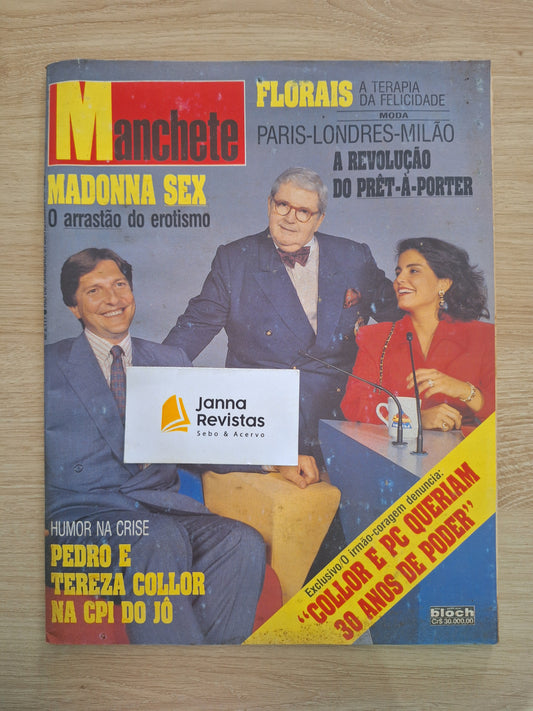 Manchete
FLORAIS A TERAPIA
DA FELICIDADE
MODA
PARIS-LONDRES-MILÃO
A REVOLUÇÃO
DO PRÊT-À-PORTER
MADONNA SEX
O arrastão do erotismo
Janna
Revistas
Sebo & Acervo
HUMOR NA CRISE
PEDRO E
TEREZA COLLOR
NA CPI DO JÔ
Exclusivo/O irmão-coragem denuncia:
"COLLOR E PC QUERIAM
30 ANOS DE PODER"
bloch
Cr$ 30.000,00